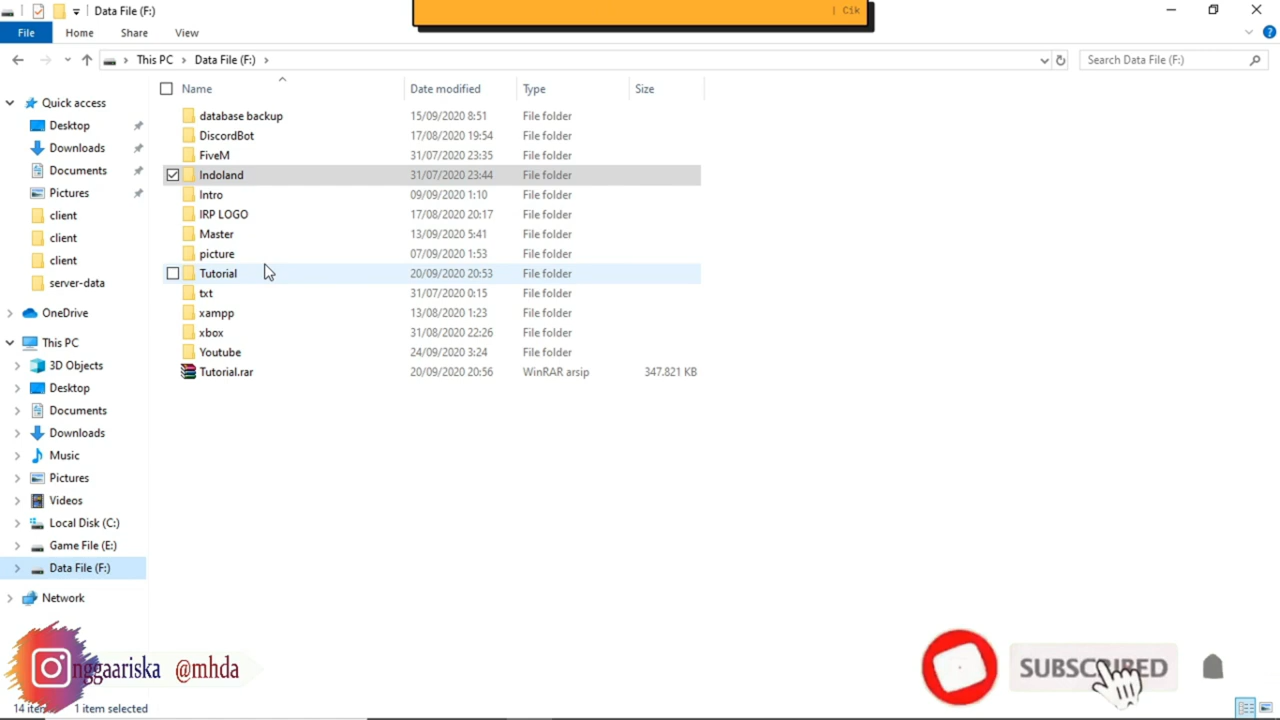 Data File (F:)
| Cik
File Home Share View
This PC Data File (F:) Search Data File (F:)
Name Date modified Type Size
Quick access
Desktop
Downloads
Documents
Pictures
client
client
client
server-data
OneDrive
This PC
3D Objects
Desktop
Documents
Downloads
Music
Pictures
Videos
Local Disk (C:)
Game File (E:)
Data File (F:)
Network
database backup 15/09/2020 8:51 File folder
DiscordBot 17/08/2020 19:54 File folder
FiveM 31/07/2020 23:35 File folder
Indoland 31/07/2020 23:44 File folder
Intro 09/09/2020 1:10 File folder
IRP LOGO 17/08/2020 20:17 File folder
Master 13/09/2020 5:41 File folder
picture 07/09/2020 1:53 File folder
Tutorial 20/09/2020 20:53 File folder
txt 31/07/2020 0:15 File folder
xampp 13/08/2020 1:23 File folder
xbox 31/08/2020 22:26 File folder
Youtube 24/09/2020 3:24 File folder
Tutorial.rar 20/09/2020 20:56 WinRAR arsip 347.821 KB
nggaariska @mhda
SUBSCRIBED
14 item 1 item selected